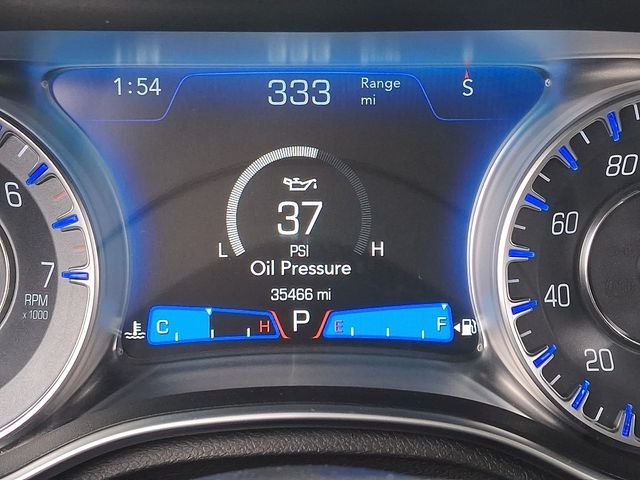 1:54
333
Range
mi
S
6
7
RPM
x 1000
37
PSI
L
H
Oil Pressure
35466 mi
C
H
P
E
F
80
60
40
20